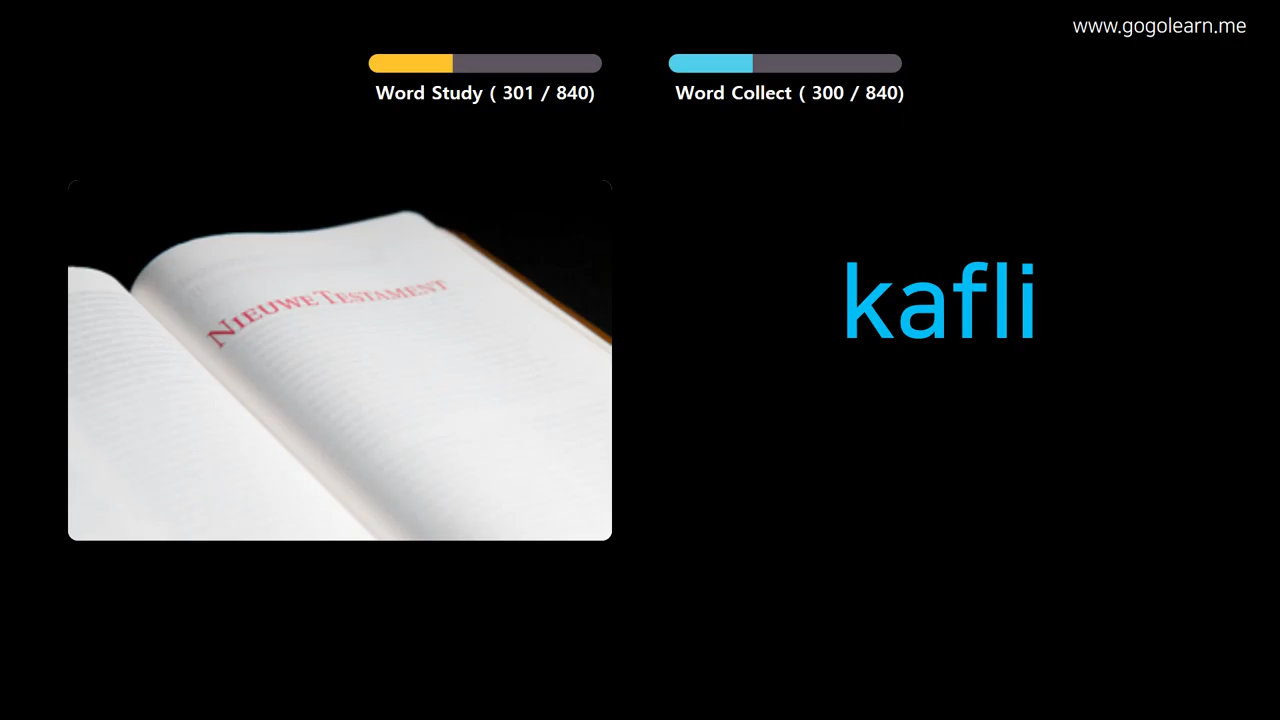 www.gogolearn.me
Word Study ( 301 / 840)
Word Collect ( 300 / 840)
NIEUWE TESTAMENT
kafli